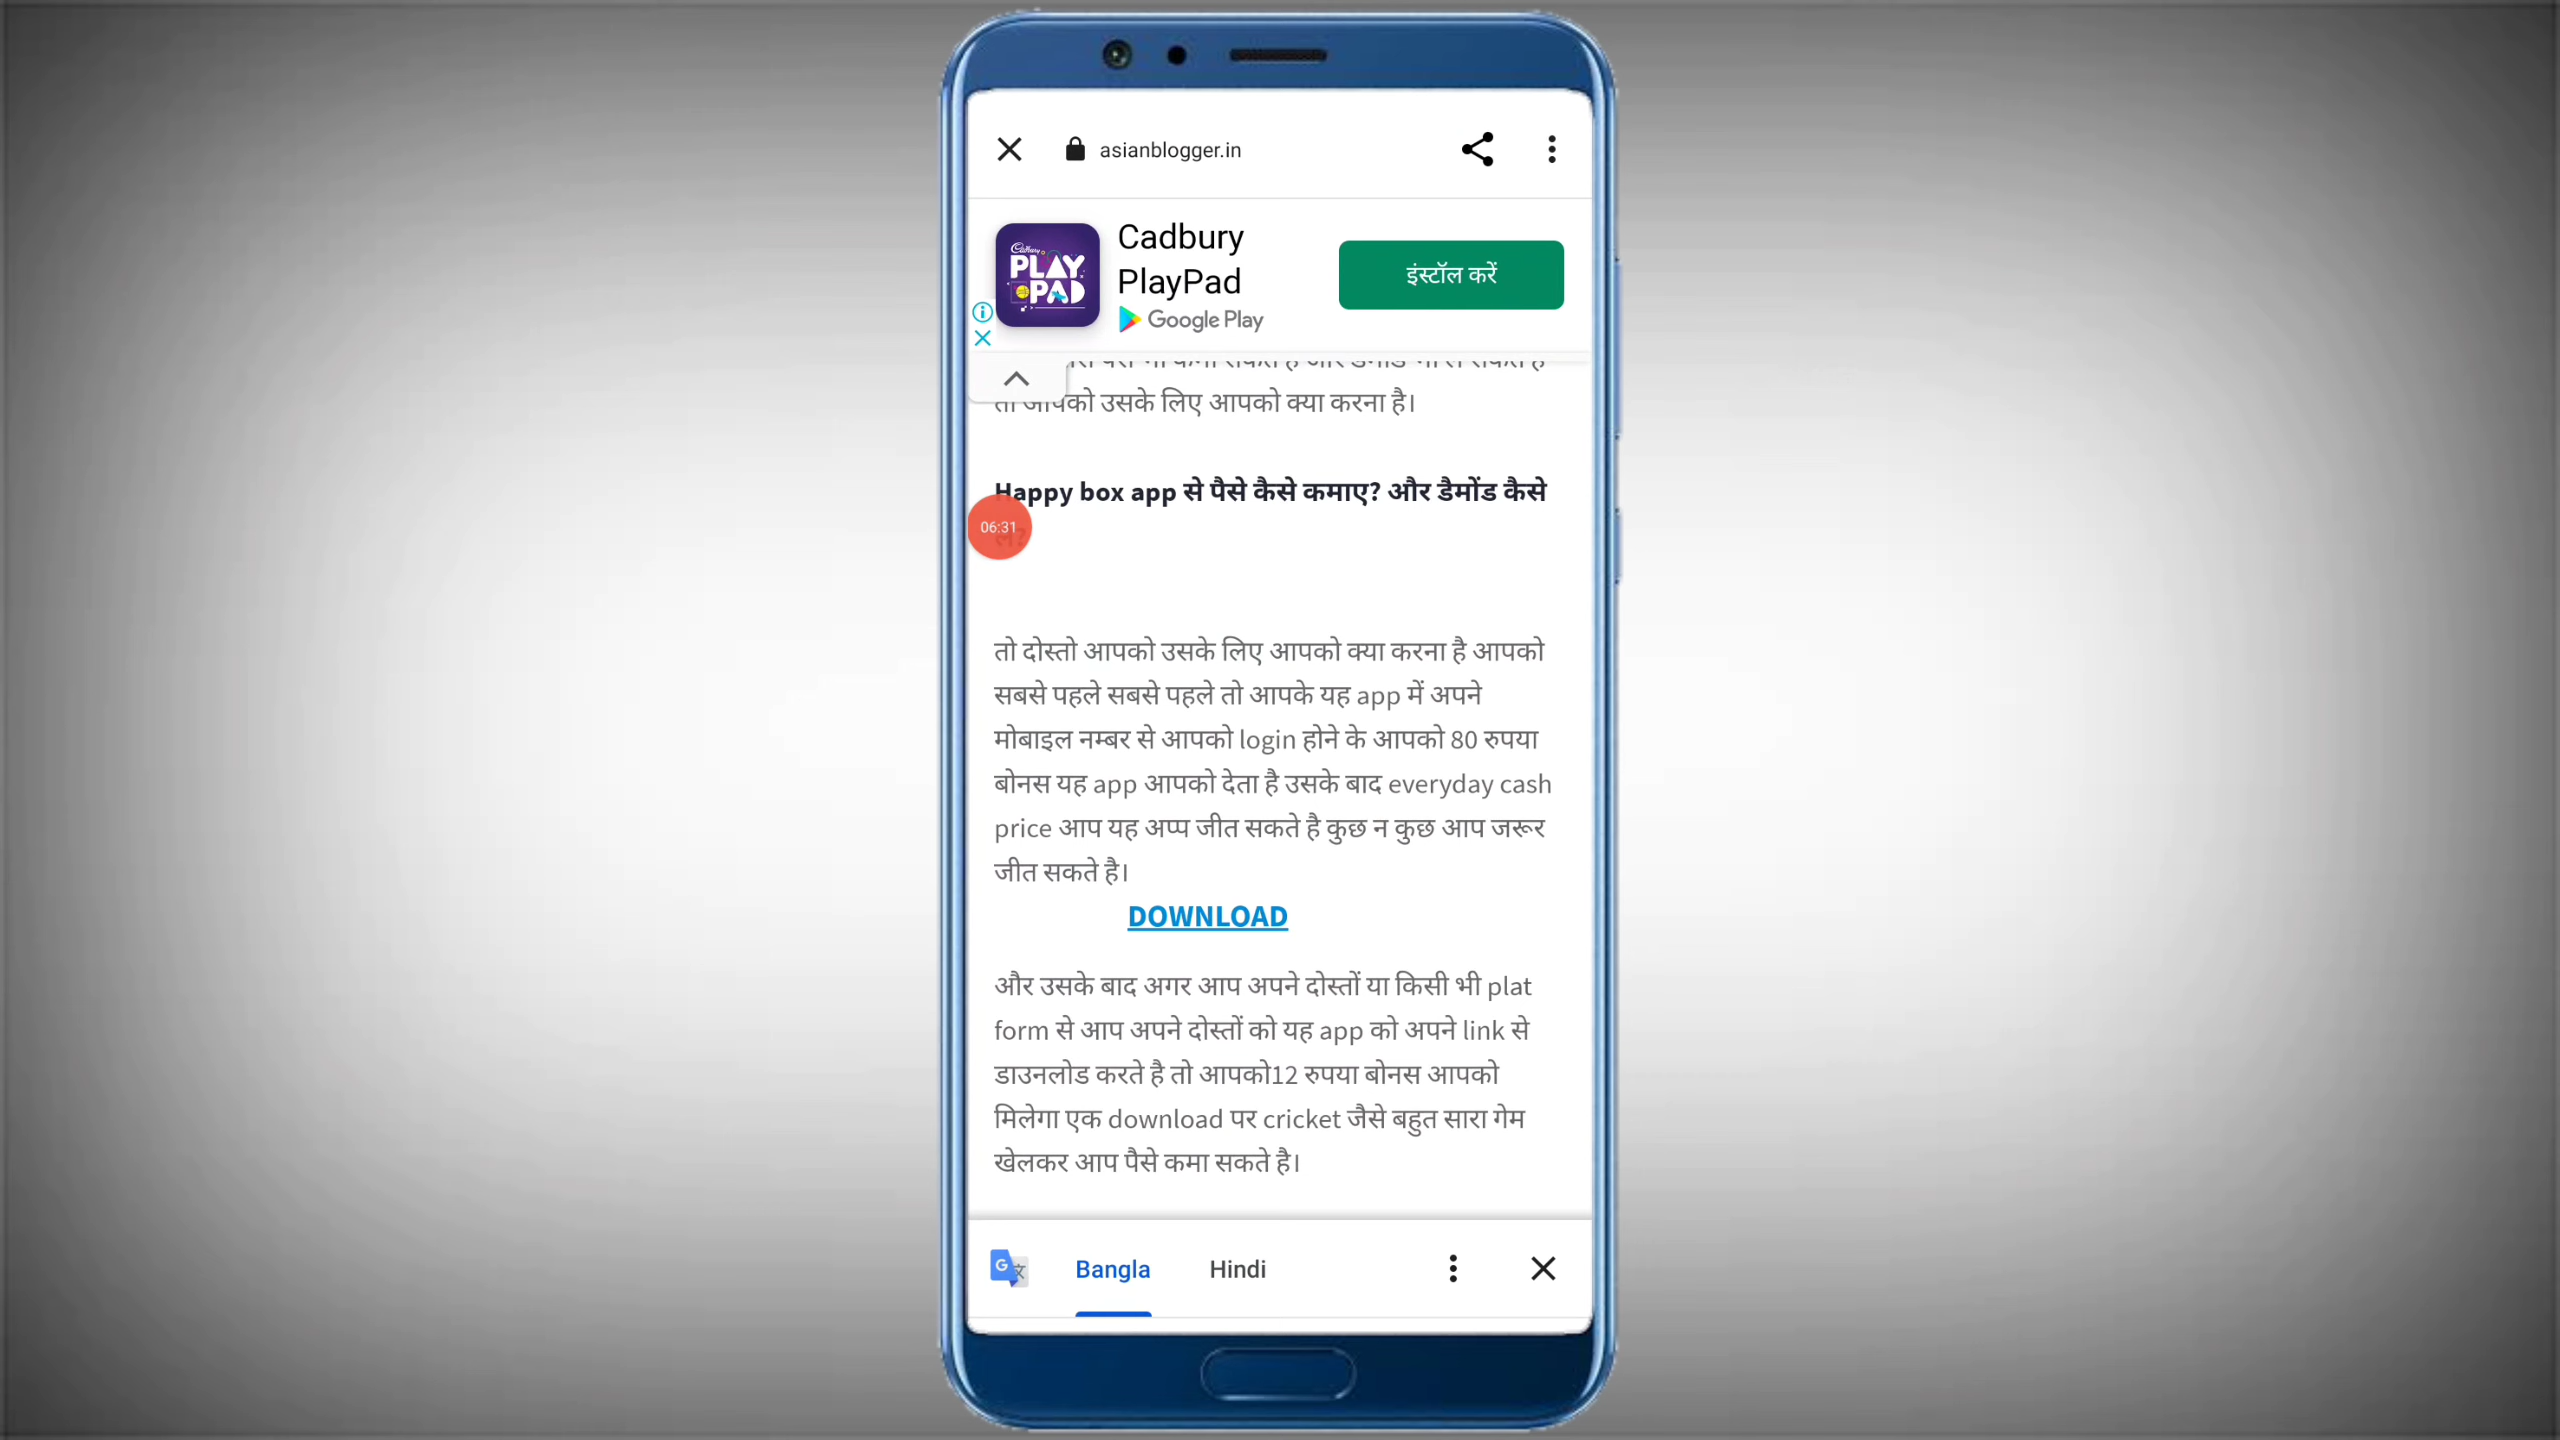 asianblogger.in
Cadbury
PLAY
PAD
Cadbury
PlayPad
Google Play
इंस्टॉल करें
को उसके लिए आपको क्या करना है।
Happy box app से पैसे कैसे कमाए? और डैमोंड कैसे
06:31
तो दोस्तो आपको उसके लिए आपको क्या करना है आपको
सबसे पहले सबसे पहले तो आपके यह app में अपने
मोबाइल नम्बर से आपको login होने के आपको 80 रुपया
बोनस यह app आपको देता है उसके बाद everyday cash
price आप यह अप्प जीत सकते है कुछ न कुछ आप जरूर
जीत सकते है।
DOWNLOAD
और उसके बाद अगर आप अपने दोस्तों या किसी भी plat
form से आप अपने दोस्तों को यह app को अपने link से
डाउनलोड करते है तो आपको12 रुपया बोनस आपको
मिलेगा एक download पर cricket जैसे बहुत सारा गेम
खेलकर आप पैसे कमा सकते है।
Bangla Hindi